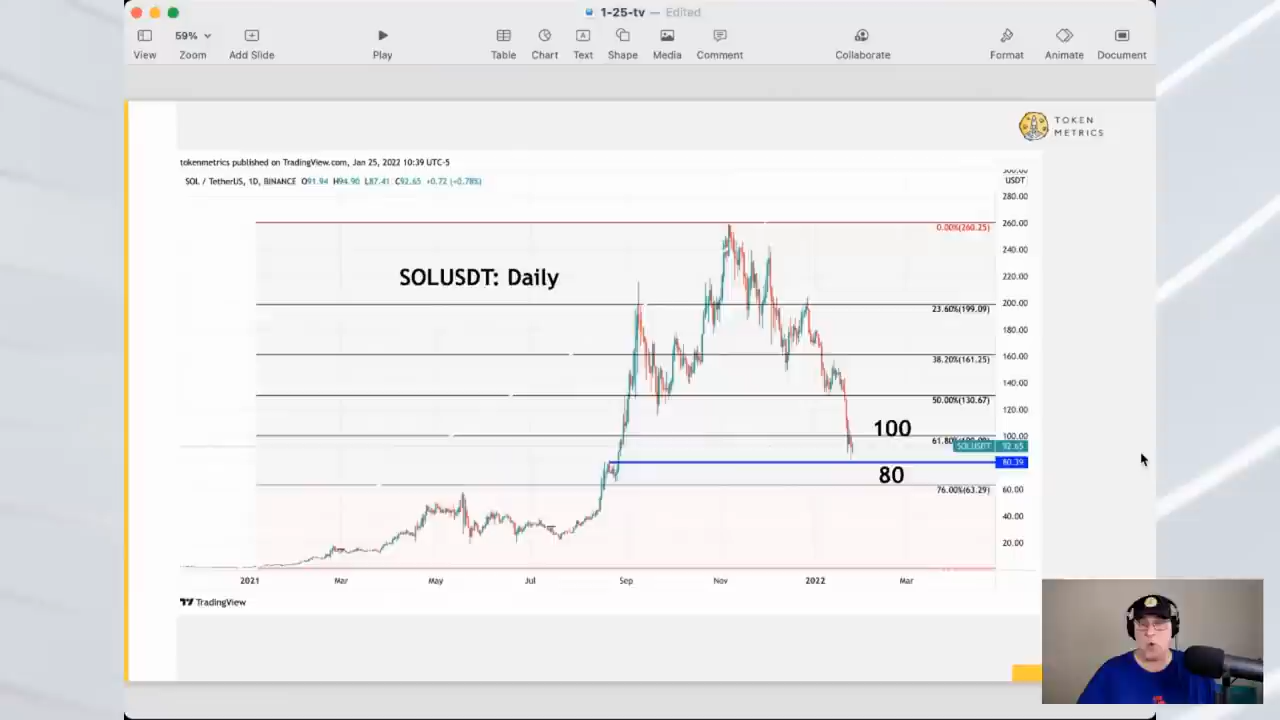 1-25-tv — Edited
59%
View Zoom Add Slide Play Table Chart Text Shape Media Comment Collaborate Format Animate Document
TOKEN
METRICS
tokenmetrics published on TradingView.com, Jan 25, 2022 10:39 UTC-5
SOL / TetherUS, 1D, BINANCE O91.94 H94.90 L87.41 C92.65 +0.72 (+0.78%)
USDT
280.00
260.00
0.00%(260.25)
240.00
SOLUSDT: Daily
220.00
200.00
23.60%(199.09)
180.00
160.00
38.20%(161.25)
140.00
50.00%(130.67)
120.00
100
100.00
SOLUSDT 92.65
80.39
80
60.00
76.00%(63.29)
40.00
20.00
2021 Mar May Jul Sep Nov 2022 Mar
TradingView